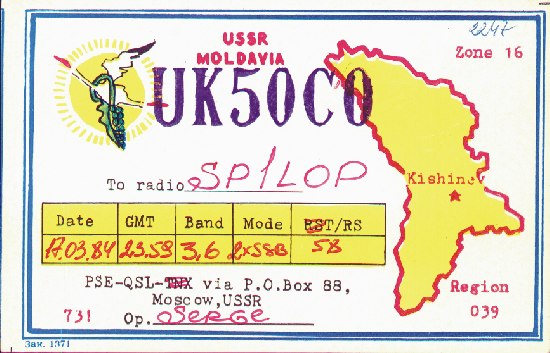 2247
USSR
MOLDAVIA
Zone 16
UK5OCO
To radio SP1LOP
Kishinev
Date GMT Band Mode RST/RS
17.03.84 23.59 3,6 2xSSB 58
PSE-QSL-TNX via P.O.Box 88,
Moscow,USSR
731 Op. Serge
Region
039
Зак. 1371